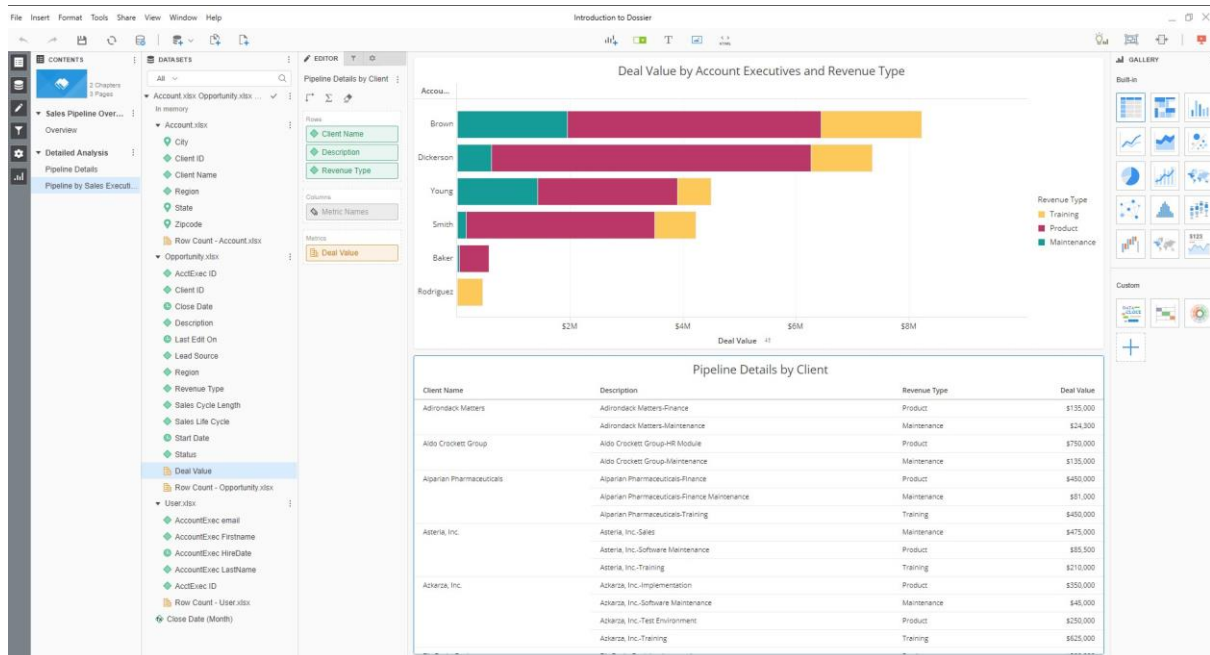 File Insert Format Tools Share View Window Help
Introduction to Dossier
CONTENTS
2 Chapters
3 Pages
Sales Pipeline Over...
Overview
Detailed Analysis
Pipeline Details
Pipeline by Sales Executi...
DATASETS
All
Account.xlsx Opportunity.xlsx ...
In memory
Account.xlsx
City
Client ID
Client Name
Region
State
Zipcode
Row Count - Account.xlsx
Opportunity.xlsx
AcctExec ID
Client ID
Close Date
Description
Last Edit On
Lead Source
Region
Revenue Type
Sales Cycle Length
Sales Life Cycle
Start Date
Status
Deal Value
Row Count - Opportunity.xlsx
User.xlsx
AccountExec email
AccountExec Firstname
AccountExec HireDate
AccountExec LastName
AcctExec ID
Row Count - User.xlsx
Close Date (Month)
EDITOR
Pipeline Details by Client
Rows
Client Name
Description
Revenue Type
Columns
Metric Names
Metrics
Deal Value
Deal Value by Account Executives and Revenue Type
Accou...
Brown
Dickerson
Young
Smith
Baker
Rodriguez
$2M $4M $6M $8M
Deal Value
Revenue Type
Training
Product
Maintenance
Pipeline Details by Client
Client Name Description Revenue Type Deal Value
Adirondack Matters Adirondack Matters-Finance Product $135,000
Adirondack Matters-Maintenance Maintenance $24,300
Aldo Crockett Group Aldo Crockett Group-HR Module Product $750,000
Aldo Crockett Group-Maintenance Maintenance $135,000
Alparian Pharmaceuticals Alparian Pharmaceuticals-Finance Product $450,000
Alparian Pharmaceuticals-Finance Maintenance Maintenance $81,000
Alparian Pharmaceuticals-Training Training $450,000
Asteria, Inc. Asteria, Inc.-Sales Maintenance $475,000
Asteria, Inc.-Software Maintenance Product $85,500
Asteria, Inc.-Training Training $210,000
Azkarza, Inc. Azkarza, Inc.-Implementation Product $350,000
Azkarza, Inc.-Software Maintenance Maintenance $45,000
Azkarza, Inc.-Test Environment Product $250,000
Azkarza, Inc.-Training Training $625,000
GALLERY
Built-in
$123
Custom